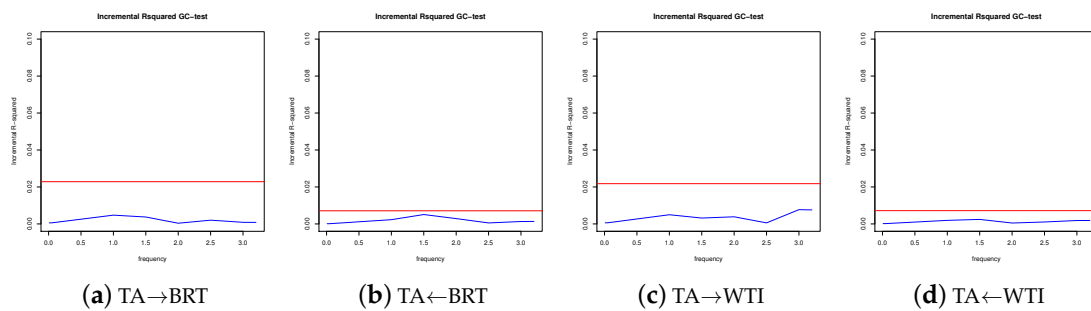 Incremental Rsquared GC−test
Incremental R−squared
0.00 0.02 0.04 0.06 0.08 0.10
0.0 0.5 1.0 1.5 2.0 2.5 3.0
frequency
(a) TA→BRT
Incremental Rsquared GC−test
Incremental R−squared
0.00 0.02 0.04 0.06 0.08 0.10
0.0 0.5 1.0 1.5 2.0 2.5 3.0
frequency
(b) TA←BRT
Incremental Rsquared GC−test
Incremental R−squared
0.00 0.02 0.04 0.06 0.08 0.10
0.0 0.5 1.0 1.5 2.0 2.5 3.0
frequency
(c) TA→WTI
Incremental Rsquared GC−test
Incremental R−squared
0.00 0.02 0.04 0.06 0.08 0.10
0.0 0.5 1.0 1.5 2.0 2.5 3.0
frequency
(d) TA←WTI